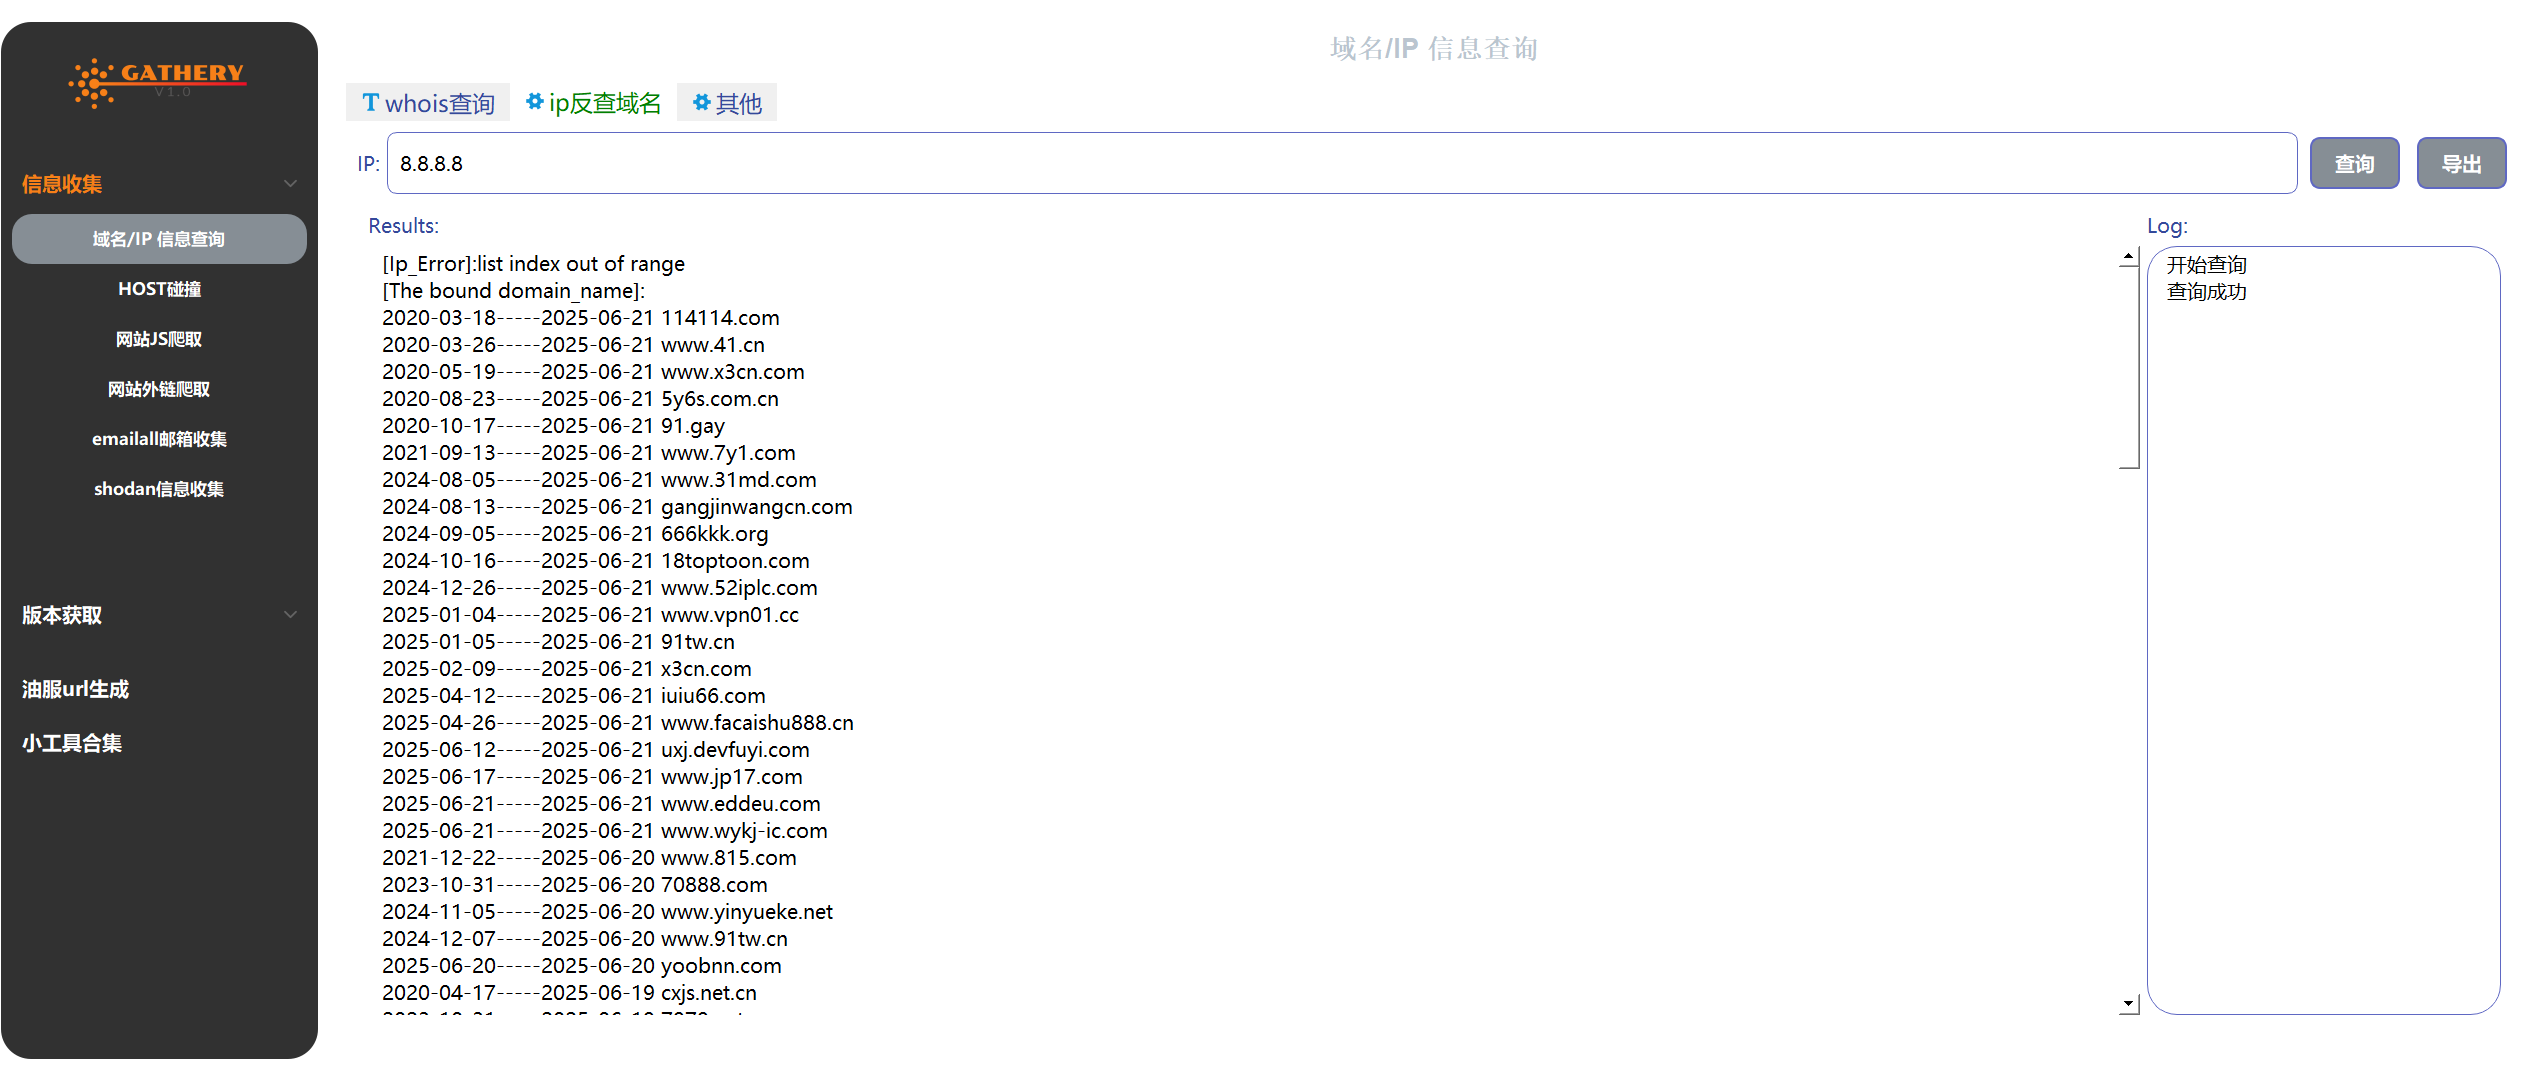 GATHERY
V1.0
信息收集
域名/IP 信息查询
HOST碰撞
网站JS爬取
网站外链爬取
emailall邮箱收集
shodan信息收集
版本获取
油服url生成
小工具合集
域名/IP 信息查询
whois查询 ip反查域名 其他
IP: 8.8.8.8 查询 导出
Results:
[Ip_Error]:list index out of range
[The bound domain_name]:
2020-03-18-----2025-06-21 114114.com
2020-03-26-----2025-06-21 www.41.cn
2020-05-19-----2025-06-21 www.x3cn.com
2020-08-23-----2025-06-21 5y6s.com.cn
2020-10-17-----2025-06-21 91.gay
2021-09-13-----2025-06-21 www.7y1.com
2024-08-05-----2025-06-21 www.31md.com
2024-08-13-----2025-06-21 gangjinwangcn.com
2024-09-05-----2025-06-21 666kkk.org
2024-10-16-----2025-06-21 18toptoon.com
2024-12-26-----2025-06-21 www.52iplc.com
2025-01-04-----2025-06-21 www.vpn01.cc
2025-01-05-----2025-06-21 91tw.cn
2025-02-09-----2025-06-21 x3cn.com
2025-04-12-----2025-06-21 iuiu66.com
2025-04-26-----2025-06-21 www.facaishu888.cn
2025-06-12-----2025-06-21 uxj.devfuyi.com
2025-06-17-----2025-06-21 www.jp17.com
2025-06-21-----2025-06-21 www.eddeu.com
2025-06-21-----2025-06-21 www.wykj-ic.com
2021-12-22-----2025-06-20 www.815.com
2023-10-31-----2025-06-20 70888.com
2024-11-05-----2025-06-20 www.yinyueke.net
2024-12-07-----2025-06-20 www.91tw.cn
2025-06-20-----2025-06-20 yoobnn.com
2020-04-17-----2025-06-19 cxjs.net.cn
Log:
开始查询
查询成功